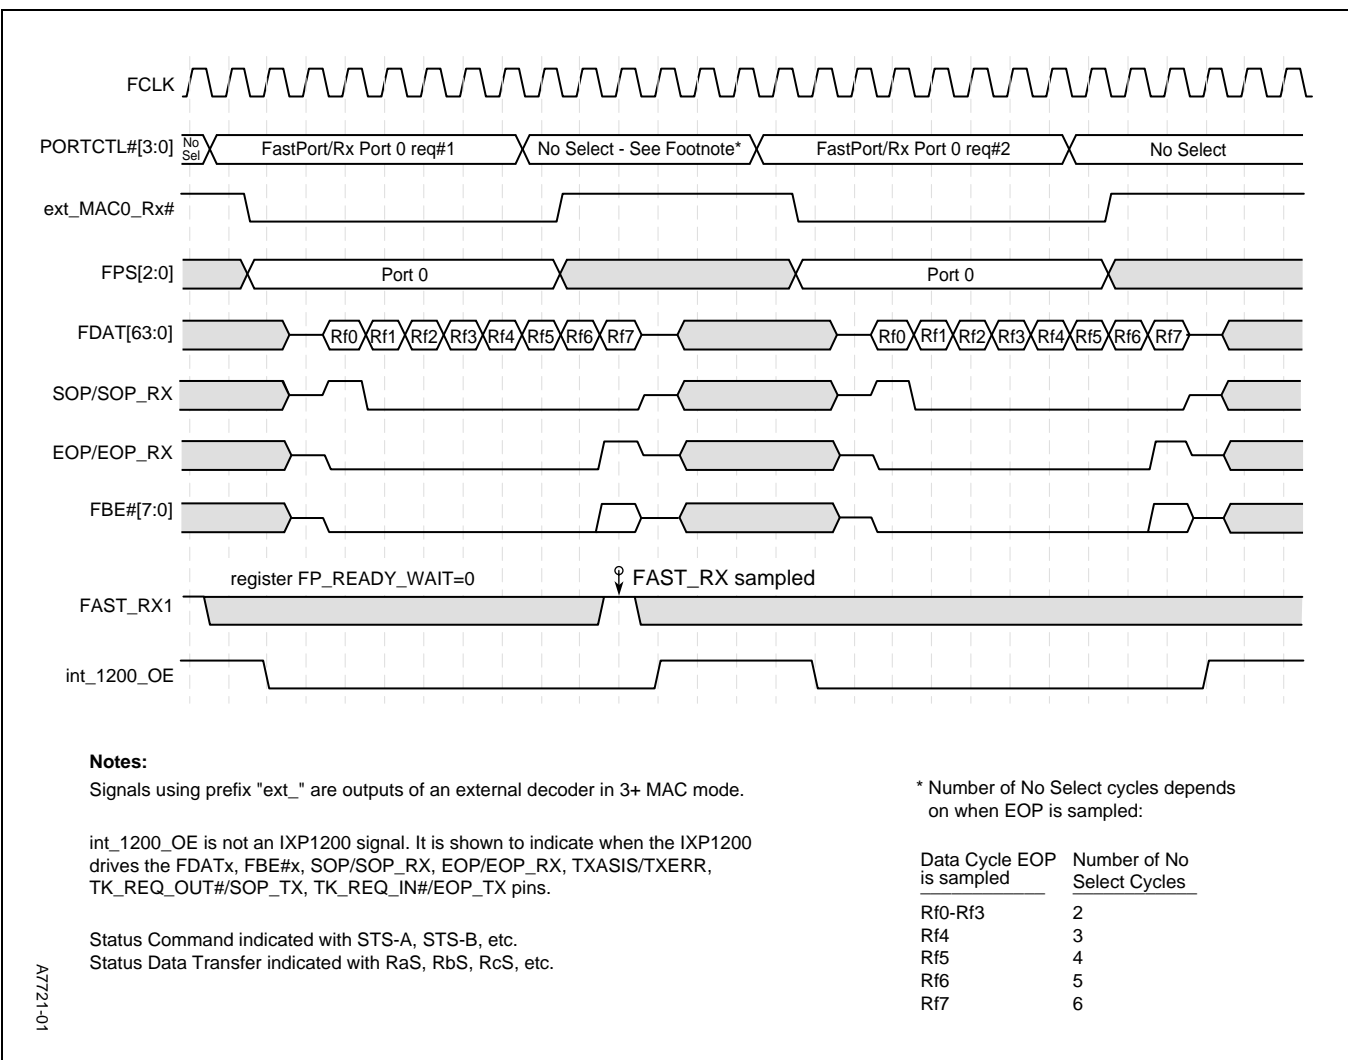 FCLK
PORTCTL#[3:0]
No
Sel
FastPort/Rx Port 0 req#1
No Select - See Footnote*
FastPort/Rx Port 0 req#2
No Select
ext_MAC0_Rx#
FPS[2:0]
Port 0
Port 0
FDAT[63:0]
Rf0 Rf1 Rf2 Rf3 Rf4 Rf5 Rf6 Rf7
Rf0 Rf1 Rf2 Rf3 Rf4 Rf5 Rf6 Rf7
SOP/SOP_RX
EOP/EOP_RX
FBE#[7:0]
register FP_READY_WAIT=0
FAST_RX sampled
FAST_RX1
int_1200_OE
Notes:
Signals using prefix "ext_" are outputs of an external decoder in 3+ MAC mode.
int_1200_OE is not an IXP1200 signal. It is shown to indicate when the IXP1200
drives the FDATx, FBE#x, SOP/SOP_RX, EOP/EOP_RX, TXASIS/TXERR,
TK_REQ_OUT#/SOP_TX, TK_REQ_IN#/EOP_TX pins.
Status Command indicated with STS-A, STS-B, etc.
Status Data Transfer indicated with RaS, RbS, RcS, etc.
* Number of No Select cycles depends
on when EOP is sampled:
Data Cycle EOP
is sampled
Number of No
Select Cycles
Rf0-Rf3 2
Rf4 3
Rf5 4
Rf6 5
Rf7 6
A7721-01